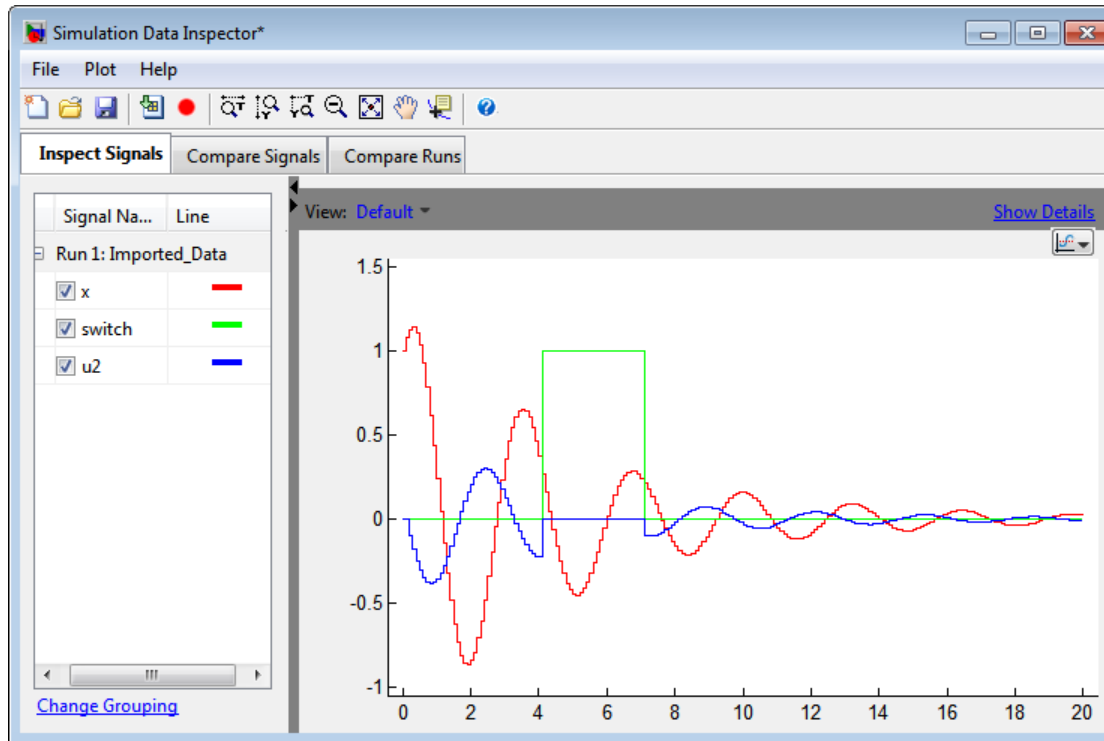 Simulation Data Inspector*
File Plot Help
Inspect Signals Compare Signals Compare Runs
Signal Na... Line
Run 1: Imported_Data
x
switch
u2
Change Grouping
View: Default
Show Details
1.5
1
0.5
0
-0.5
-1
0 2 4 6 8 10 12 14 16 18 20